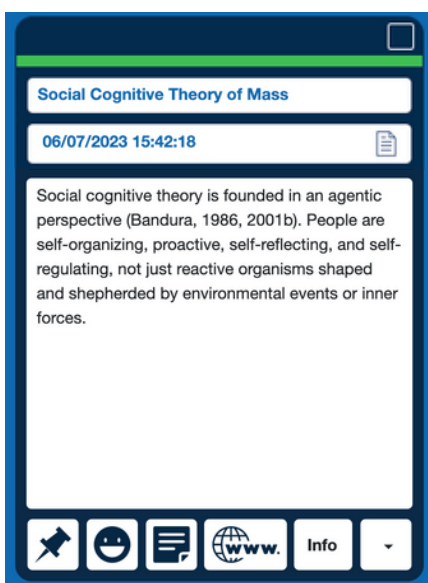 Social Cognitive Theory of Mass
06/07/2023 15:42:18
Social cognitive theory is founded in an agentic
perspective (Bandura, 1986, 2001b). People are
self-organizing, proactive, self-reflecting, and self-
regulating, not just reactive organisms shaped
and shepherded by environmental events or inner
forces.
www.
Info